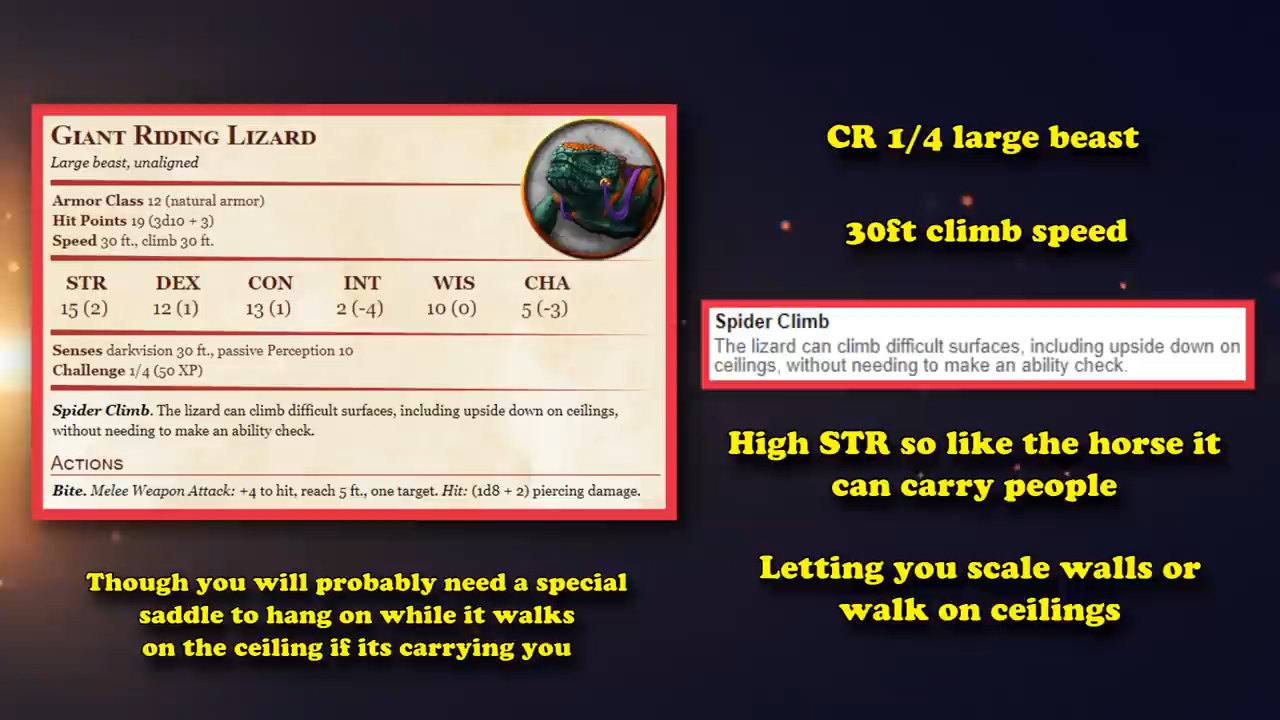 GIANT RIDING LIZARD
Large beast, unaligned
Armor Class 12 (natural armor)
Hit Points 19 (3d10 + 3)
Speed 30 ft., climb 30 ft.
STR DEX CON INT WIS CHA
15 (2) 12 (1) 13 (1) 2 (-4) 10 (0) 5 (-3)
Senses darkvision 30 ft., passive Perception 10
Challenge 1/4 (50 XP)
Spider Climb. The lizard can climb difficult surfaces, including upside down on ceilings,
without needing to make an ability check.
ACTIONS
Bite. Melee Weapon Attack: +4 to hit, reach 5 ft., one target. Hit: (1d8 + 2) piercing damage.
Though you will probably need a special
saddle to hang on while it walks
on the ceiling if its carrying you
CR 1/4 large beast
30ft climb speed
Spider Climb
The lizard can climb difficult surfaces, including upside down on
ceilings, without needing to make an ability check.
High STR so like the horse it
can carry people
Letting you scale walls or
walk on ceilings